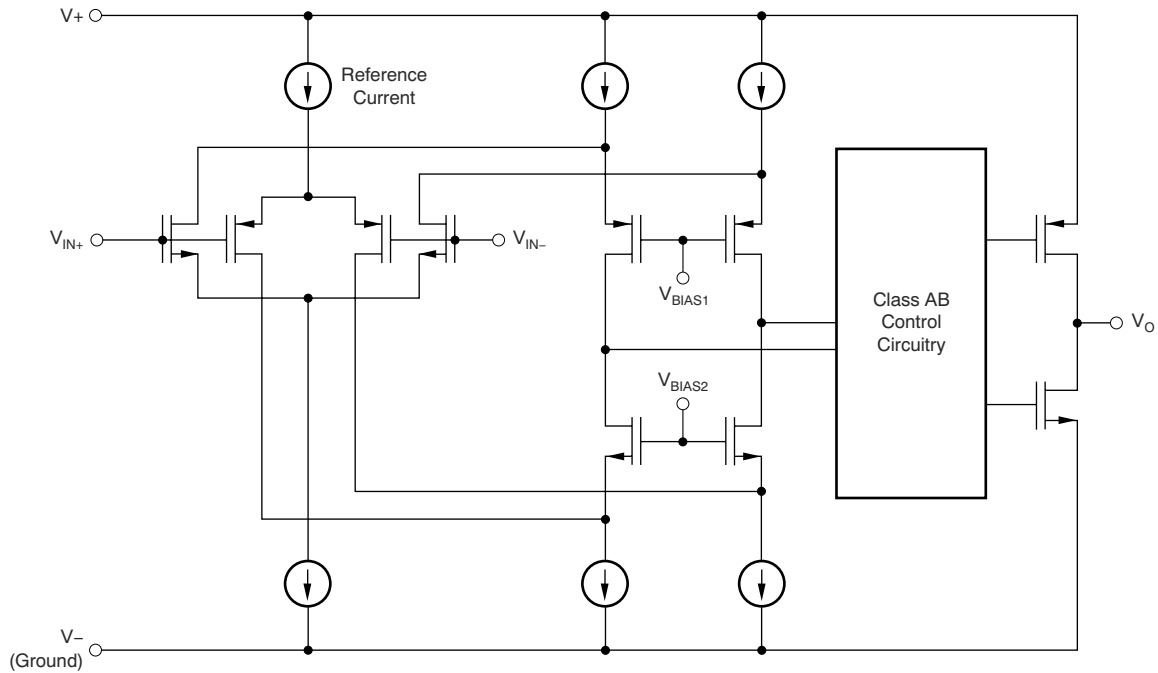 V+
Reference
Current
V_IN+
V_IN−
V_BIAS1
Class AB
Control
Circuitry
V_O
V_BIAS2
V−
(Ground)